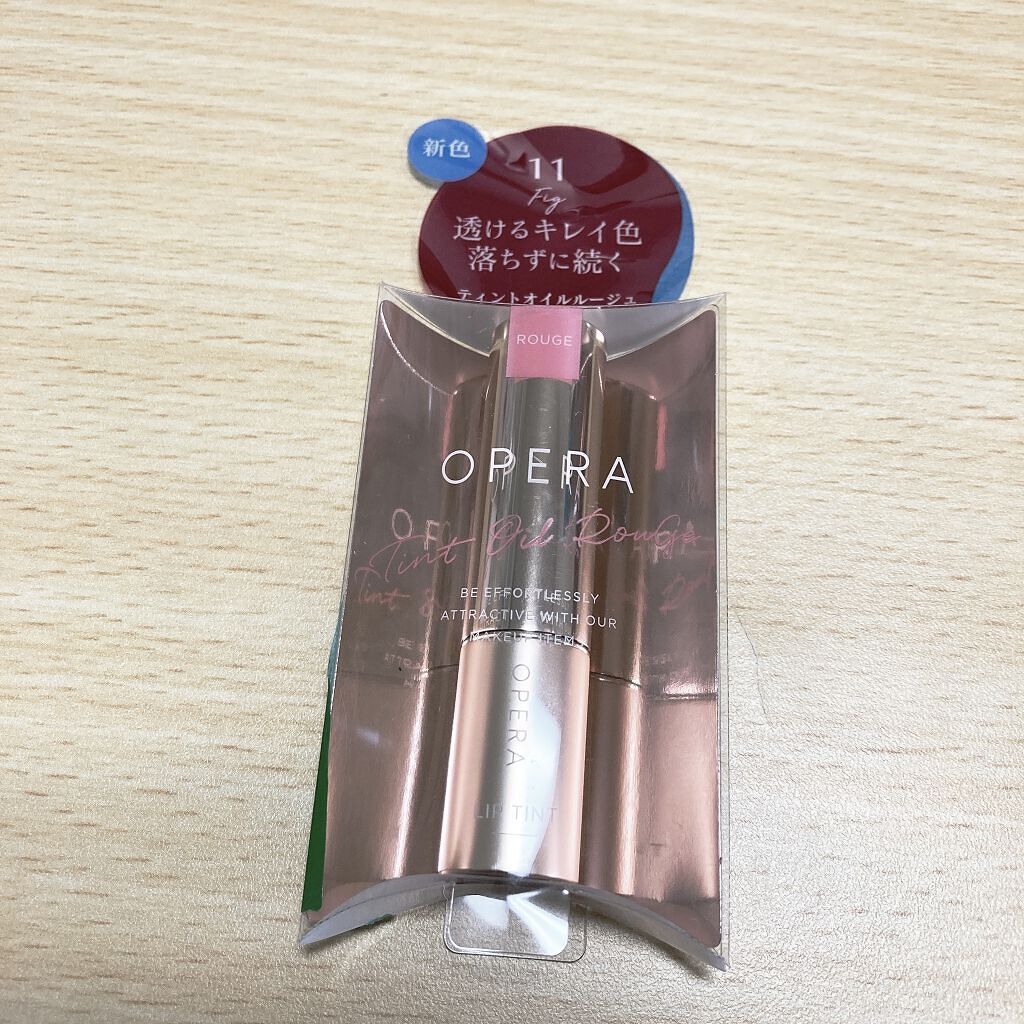 新色
11
Fig
透けるキレイ色
落ちずに続く
ティントオイルルージュ
ROUGE
OPERA
Tint Oil Rouge
BE EFFORTLESSLY
ATTRACTIVE WITH OUR
MAKEUP ITEM
OPERA
LIP TINT